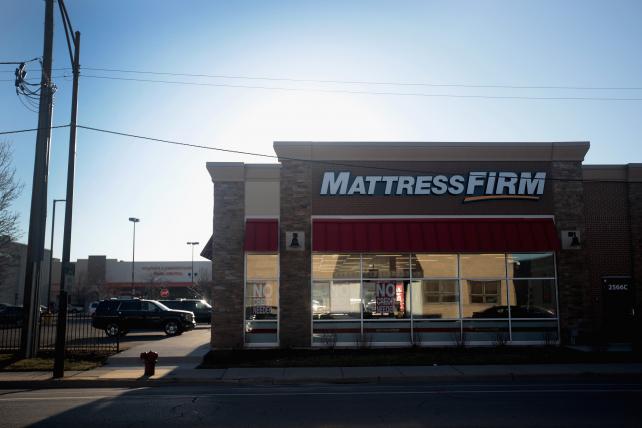 MATTRESS FIRM
NO
CREDIT
NEEDED
NO
CREDIT
NEEDED
2566C